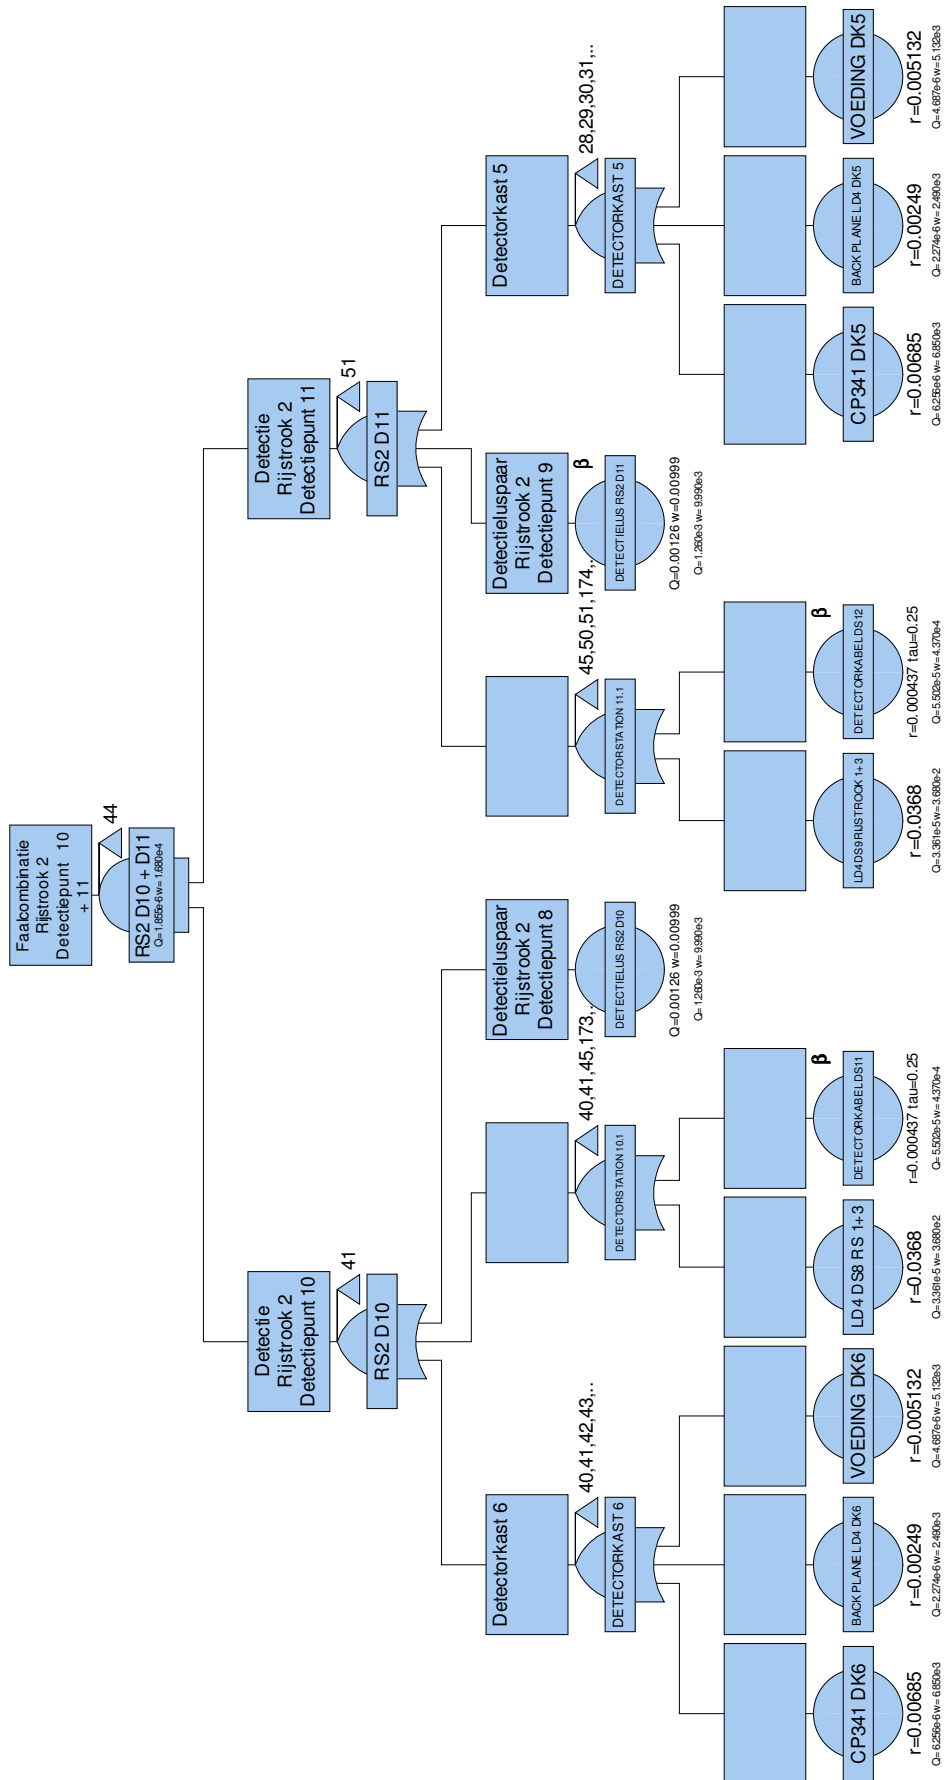 Faalcombinatie
Rijstrook 2
Detectiepunt 10
+ 11
44
RS2 D10 + D11
Q=1.855e-6 w=1.680e-4
Detectie
Rijstrook 2
Detectiepunt 10
41
RS2 D10
Detectie
Rijstrook 2
Detectiepunt 11
51
RS2 D11
Detectorkast 6
40,41,42,43,..
DETECTORKAST 6
40,41,45,173,..
DETECTORSTATION 10.1
Detectieluspaar
Rijstrook 2
Detectiepunt 8
DETECTIELUS RS2 D10
Q=0.00126 w=0.00999
Q=1.260e-3 w=9.990e-3
45,50,51,174,..
DETECTORSTATION 11.1
Detectieluspaar
Rijstrook 2
Detectiepunt 9
β
DETECTIELUS RS2 D11
Q=0.00126 w=0.00999
Q=1.260e-3 w=9.990e-3
Detectorkast 5
28,29,30,31,..
DETECTORKAST 5
CP341 DK6
r=0.00685
Q=6.256e-6 w=6.850e-3
BACKPLANE LD4 DK6
r=0.00249
Q=2.274e-6 w=2.490e-3
VOEDING DK6
r=0.005132
Q=4.687e-6 w=5.132e-3
LD4 DS8 RS 1+3
r=0.0368
Q=3.361e-5 w=3.680e-2
β
DETECTORKABEL DS11
r=0.000437 tau=0.25
Q=5.502e-5 w=4.370e-4
LD4 DS9 RIJSTROOK 1+3
r=0.0368
Q=3.361e-5 w=3.680e-2
β
DETECTORKABEL DS12
r=0.000437 tau=0.25
Q=5.502e-5 w=4.370e-4
CP341 DK5
r=0.00685
Q=6.256e-6 w=6.850e-3
BACKPLANE LD4 DK5
r=0.00249
Q=2.274e-6 w=2.490e-3
VOEDING DK5
r=0.005132
Q=4.687e-6 w=5.132e-3